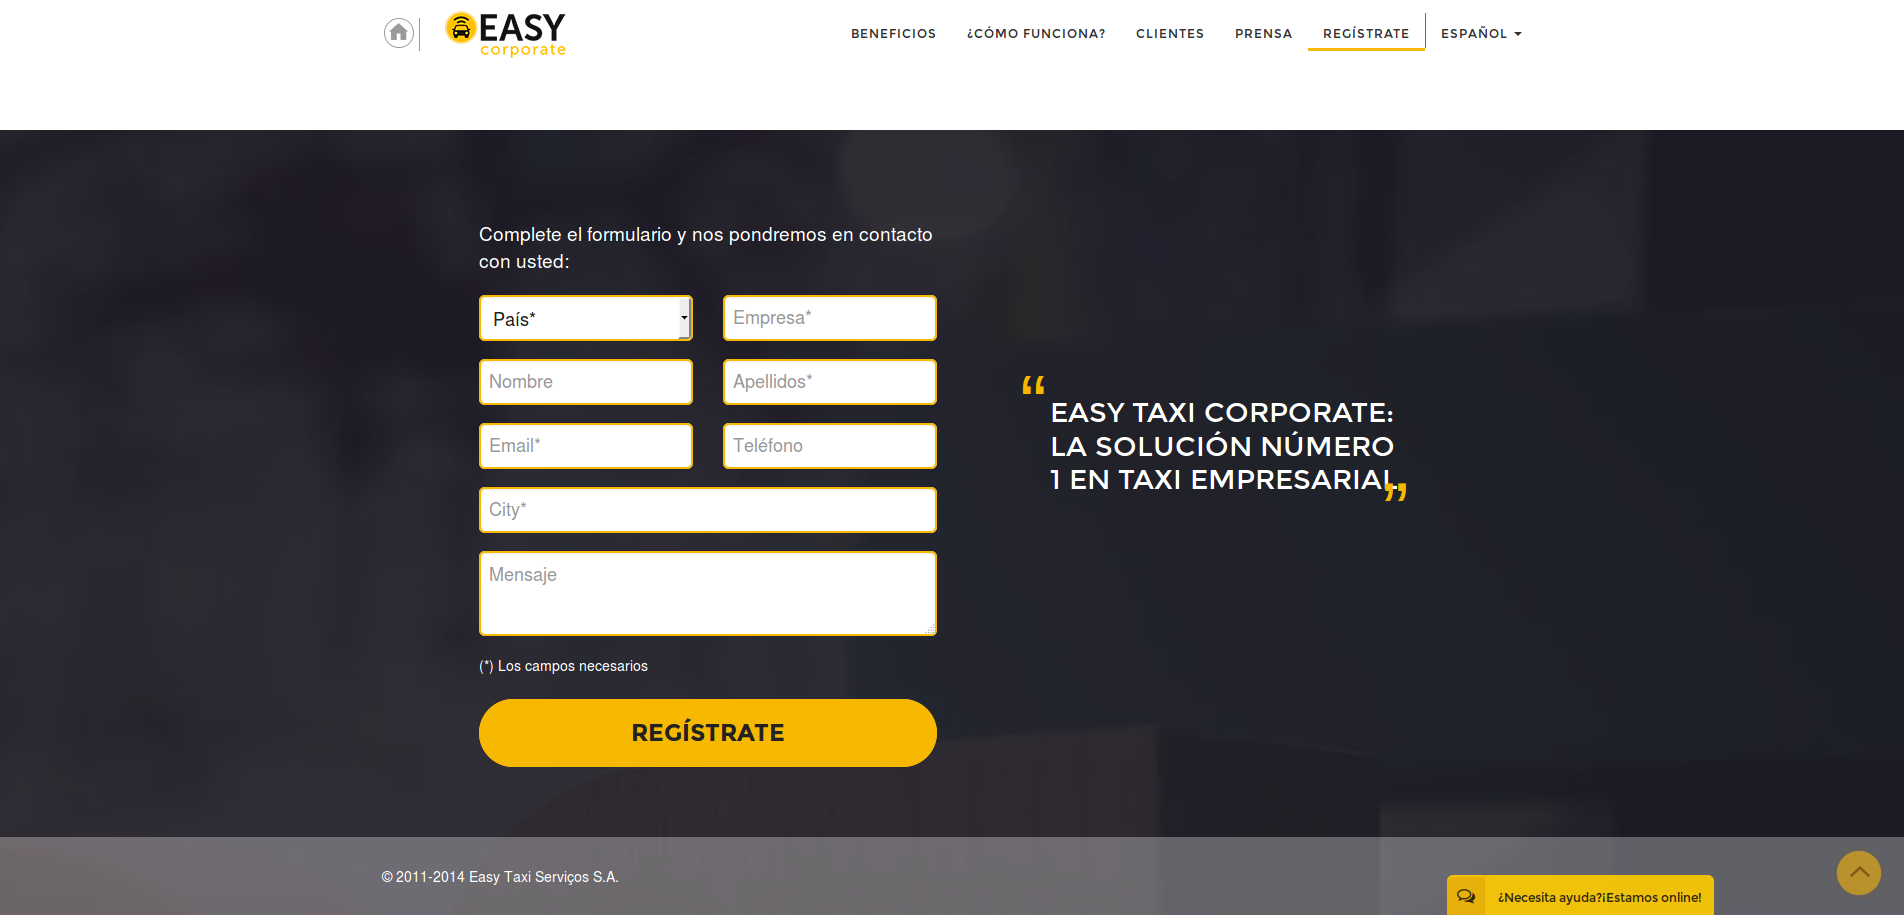 EASY
corporate
BENEFICIOS
¿CÓMO FUNCIONA?
CLIENTES
PRENSA
REGÍSTRATE
ESPAÑOL
Complete el formulario y nos pondremos en contacto
con usted:
País*
Empresa*
Nombre
Apellidos*
Email*
Teléfono
City*
Mensaje
(*) Los campos necesarios
REGÍSTRATE
“ EASY TAXI CORPORATE:
LA SOLUCIÓN NÚMERO
1 EN TAXI EMPRESARIAL ”
© 2011-2014 Easy Taxi Serviços S.A.
¿Necesita ayuda?¡Estamos online!